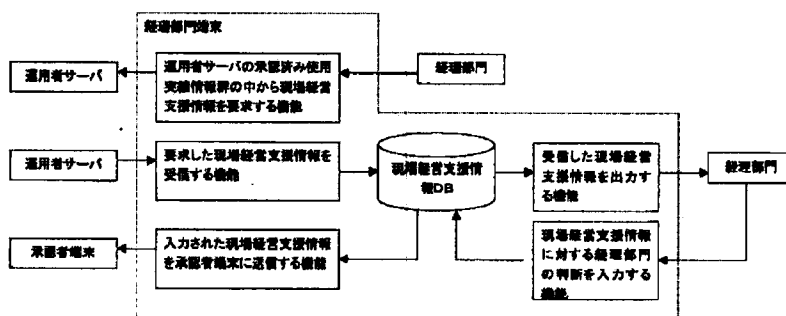 経理部門端末
運用者サーバ
運用者サーバの承認済み使用
実績情報群の中から現場経営
支援情報を要求する機能
経理部門
運用者サーバ
要求した現場経営支援情報を
受信する機能
現場経営支援情
報DB
受信した現場経営
支援情報を出力す
る機能
経理部門
承認者端末
入力された現場経営支援情報
を承認者端末に送信する機能
現場経営支援情報
に対する経理部門
の判断を入力する
機能